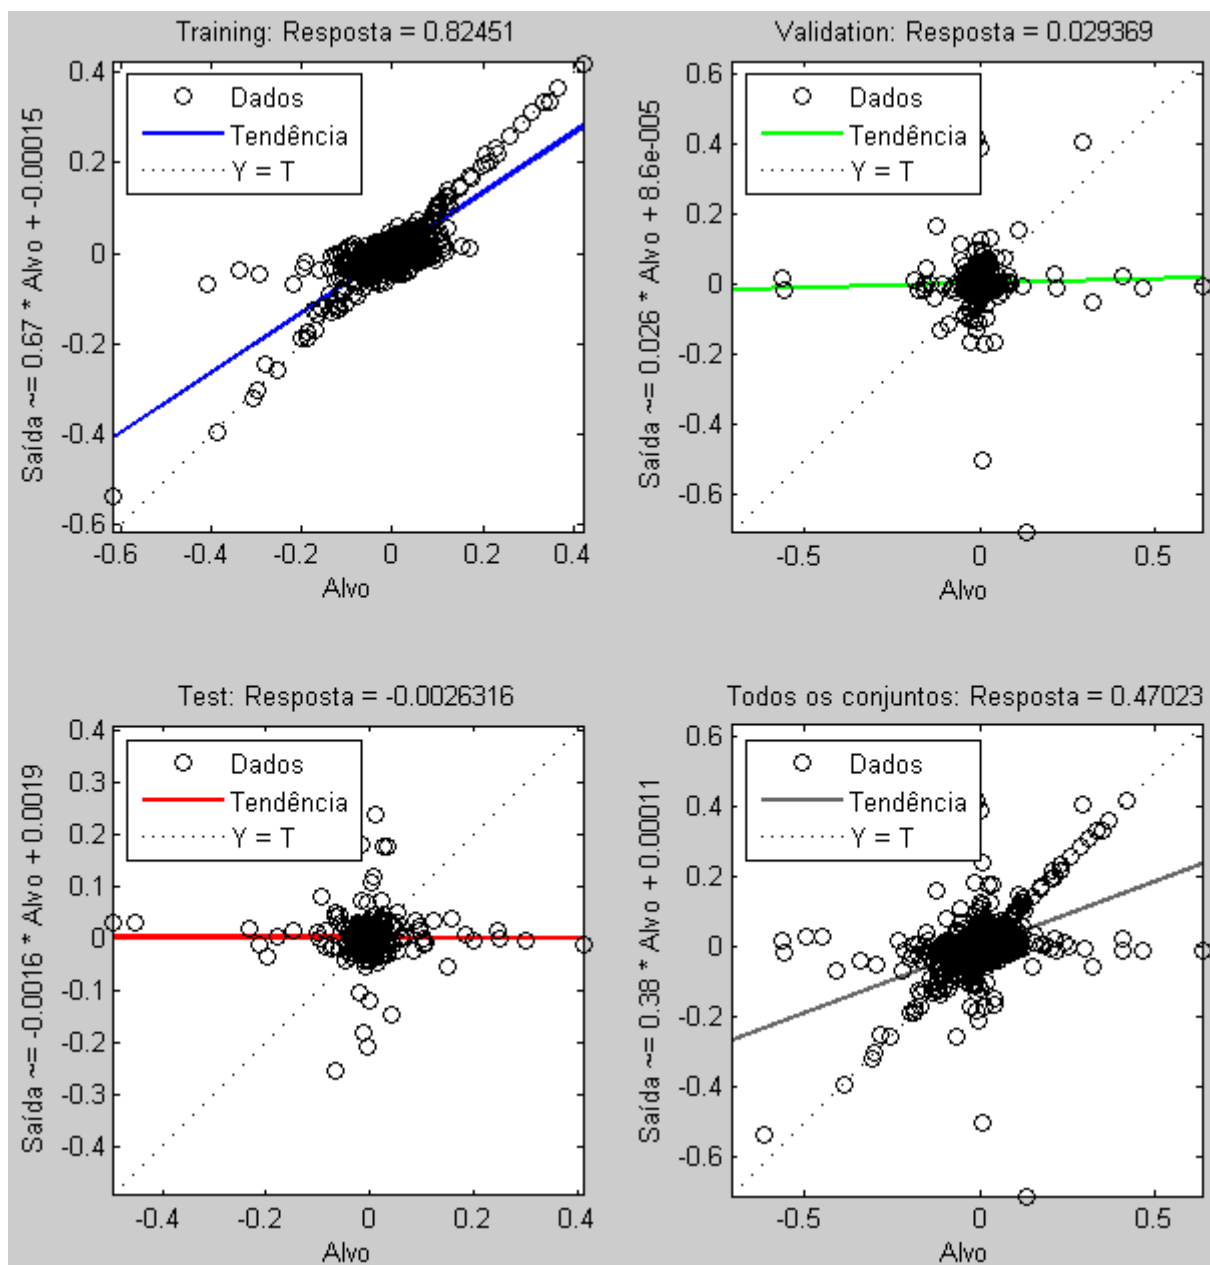 Training: Resposta = 0.82451
Saída ~= 0.67 * Alvo + -0.00015
0.4
0.2
0
-0.2
-0.4
-0.6
Dados
Tendência
Y = T
-0.6
-0.4
-0.2
0
0.2
0.4
Alvo
Validation: Resposta = 0.029369
Saída ~= 0.026 * Alvo + 8.6e-005
0.6
0.4
0.2
0
-0.2
-0.4
-0.6
Dados
Tendência
Y = T
-0.5
0
0.5
Alvo
Test: Resposta = -0.0026316
Saída ~= -0.0016 * Alvo + 0.0019
0.4
0.3
0.2
0.1
0
-0.1
-0.2
-0.3
-0.4
Dados
Tendência
Y = T
-0.4
-0.2
0
0.2
0.4
Alvo
Todos os conjuntos: Resposta = 0.47023
Saída ~= 0.38 * Alvo + 0.00011
0.6
0.4
0.2
0
-0.2
-0.4
-0.6
Dados
Tendência
Y = T
-0.5
0
0.5
Alvo